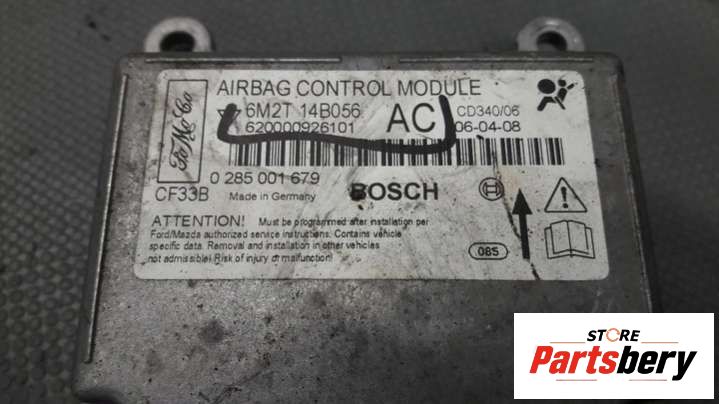 FoMoCo
AIRBAG CONTROL MODULE
6M2T 14B056 AC CD340/06
620000926101 06-04-08
0 285 001 679
CF33B Made in Germany BOSCH
ATTENTION! Must be programmed after installation per
Ford/Mazda authorized service instructions. Contains vehicle
specific data. Removal and installation in other vehicles
not admissible! Risk of injury or malfunction!
085
STORE
Partsbery